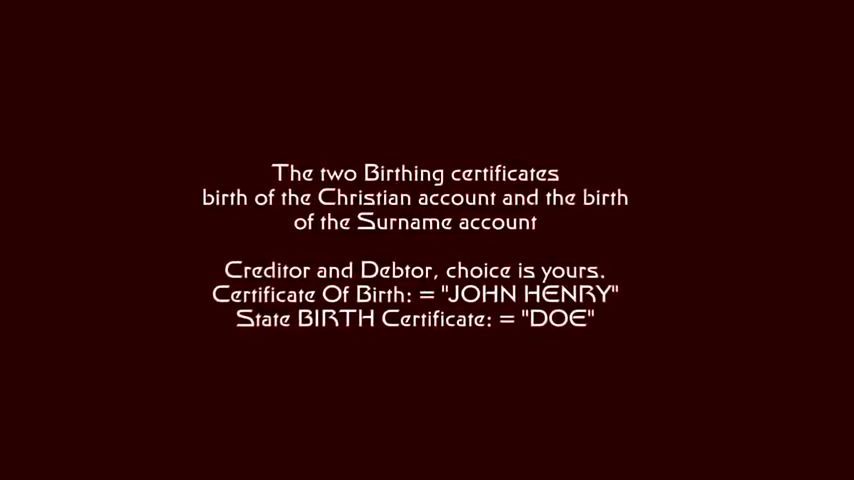 The two Birthing certificates
birth of the Christian account and the birth
of the Surname account
Creditor and Debtor, choice is yours.
Certificate Of Birth: = "JOHN HENRY"
State BIRTH Certificate: = "DOE"